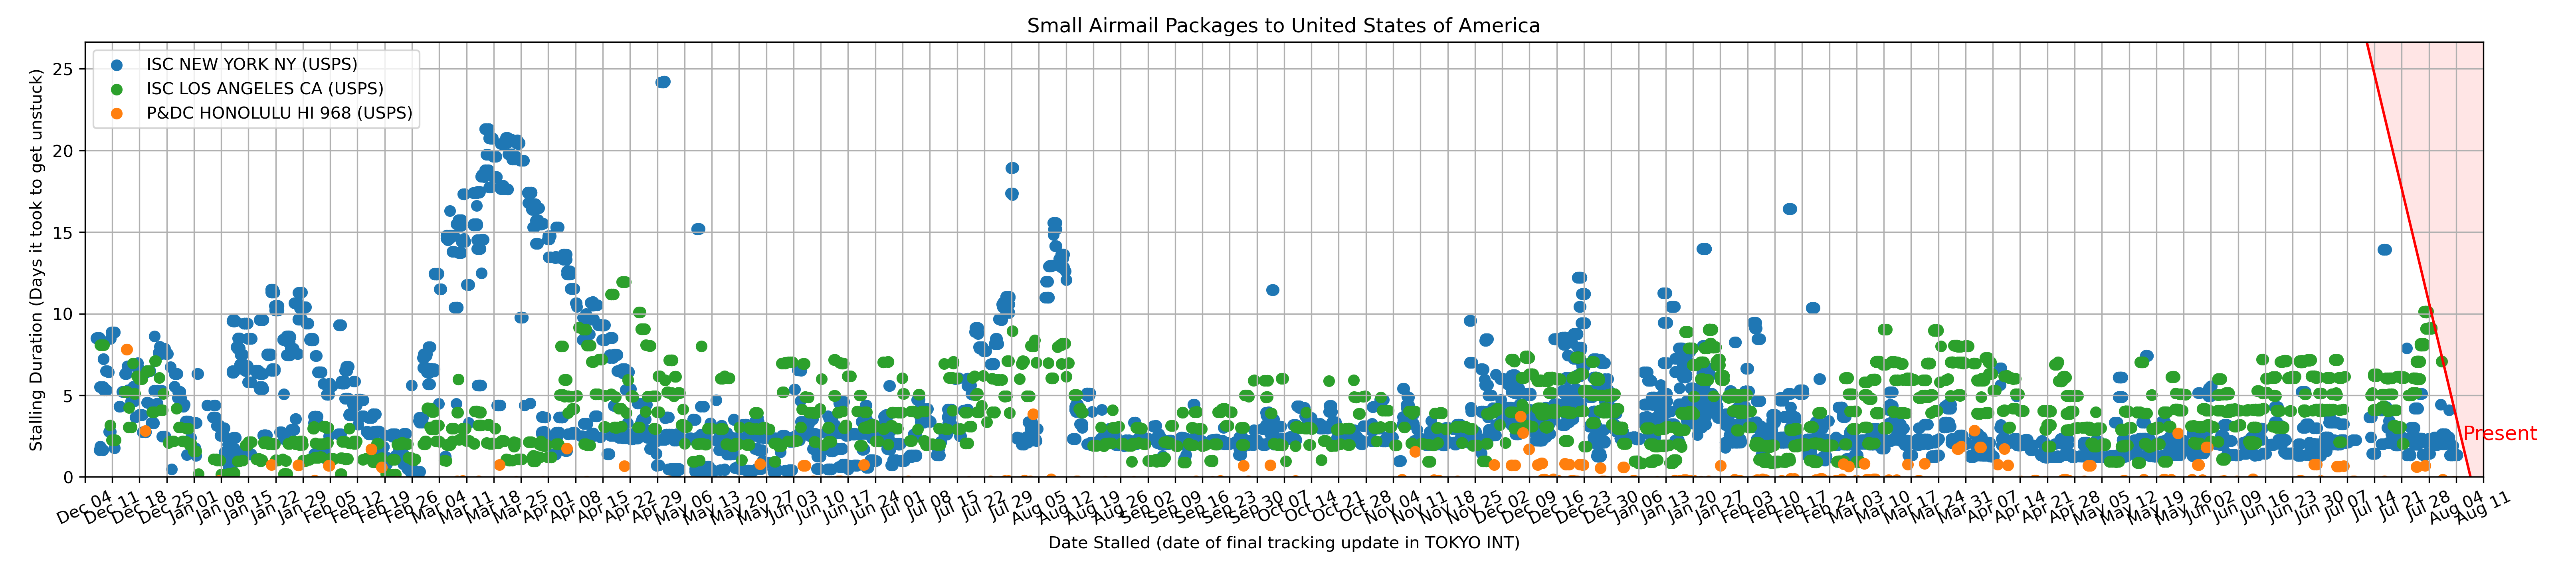 Small Airmail Packages to United States of America
ISC NEW YORK NY (USPS)
ISC LOS ANGELES CA (USPS)
P&DC HONOLULU HI 968 (USPS)
Stalling Duration (Days it took to get unstuck)
25
20
15
10
5
0
Present
Dec 04
Dec 11
Dec 18
Dec 25
Jan 01
Jan 08
Jan 15
Jan 22
Jan 29
Feb 05
Feb 12
Feb 19
Feb 26
Mar 04
Mar 11
Mar 18
Mar 25
Apr 01
Apr 08
Apr 15
Apr 22
Apr 29
May 06
May 13
May 20
May 27
Jun 03
Jun 10
Jun 17
Jun 24
Jul 01
Jul 08
Jul 15
Jul 22
Jul 29
Aug 05
Aug 12
Aug 19
Aug 26
Sep 02
Sep 09
Sep 16
Sep 23
Sep 30
Oct 07
Oct 14
Oct 21
Oct 28
Nov 04
Nov 11
Nov 18
Nov 25
Dec 02
Dec 09
Dec 16
Dec 23
Dec 30
Jan 06
Jan 13
Jan 20
Jan 27
Feb 03
Feb 10
Feb 17
Feb 24
Mar 03
Mar 10
Mar 17
Mar 24
Mar 31
Apr 07
Apr 14
Apr 21
Apr 28
May 05
May 12
May 19
May 26
Jun 02
Jun 09
Jun 16
Jun 23
Jun 30
Jul 07
Jul 14
Jul 21
Jul 28
Aug 04
Aug 11
Date Stalled (date of final tracking update in TOKYO INT)